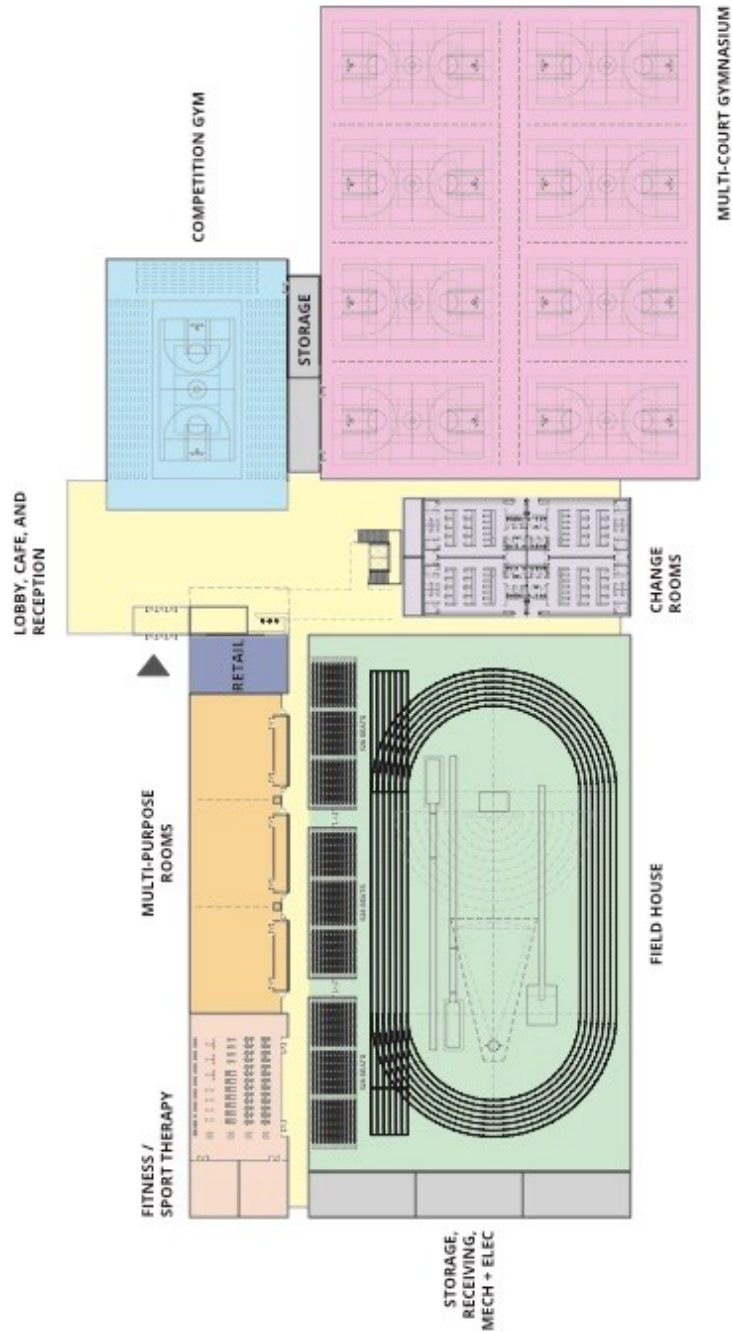 LOBBY, CAFE, AND
RECEPTION
COMPETITION GYM
MULTI-COURT GYMNASIUM
STORAGE
RETAIL
MULTI-PURPOSE
ROOMS
FITNESS /
SPORT THERAPY
CHANGE
ROOMS
FIELD HOUSE
STORAGE,
RECEIVING,
MECH + ELEC